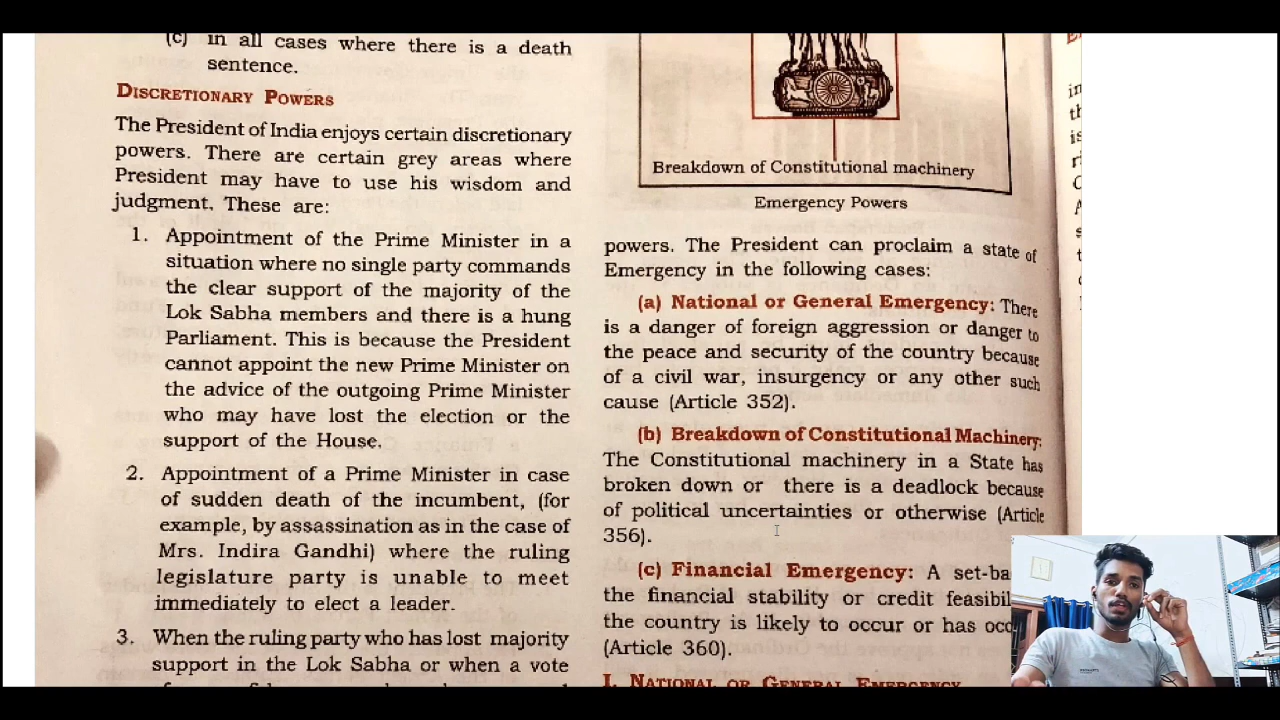 (c) in all cases where there is a death
sentence.
DISCRETIONARY POWERS
The President of India enjoys certain discretionary
powers. There are certain grey areas where
President may have to use his wisdom and
judgment. These are:
1. Appointment of the Prime Minister in a
situation where no single party commands
the clear support of the majority of the
Lok Sabha members and there is a hung
Parliament. This is because the President
cannot appoint the new Prime Minister on
the advice of the outgoing Prime Minister
who may have lost the election or the
support of the House.
2. Appointment of a Prime Minister in case
of sudden death of the incumbent, (for
example, by assassination as in the case of
Mrs. Indira Gandhi) where the ruling
legislature party is unable to meet
immediately to elect a leader.
3. When the ruling party who has lost majority
support in the Lok Sabha or when a vote
Breakdown of Constitutional machinery
Emergency Powers
powers. The President can proclaim a state of
Emergency in the following cases:
(a) National or General Emergency: There
is a danger of foreign aggression or danger to
the peace and security of the country because
of a civil war, insurgency or any other such
cause (Article 352).
(b) Breakdown of Constitutional Machinery:
The Constitutional machinery in a State has
broken down or there is a deadlock because
of political uncertainties or otherwise (Article
356).
(c) Financial Emergency: A set-ba
the financial stability or credit feasibil
the country is likely to occur or has occ
(Article 360).
I. NATIONAL OR GENERAL EMERGENCY